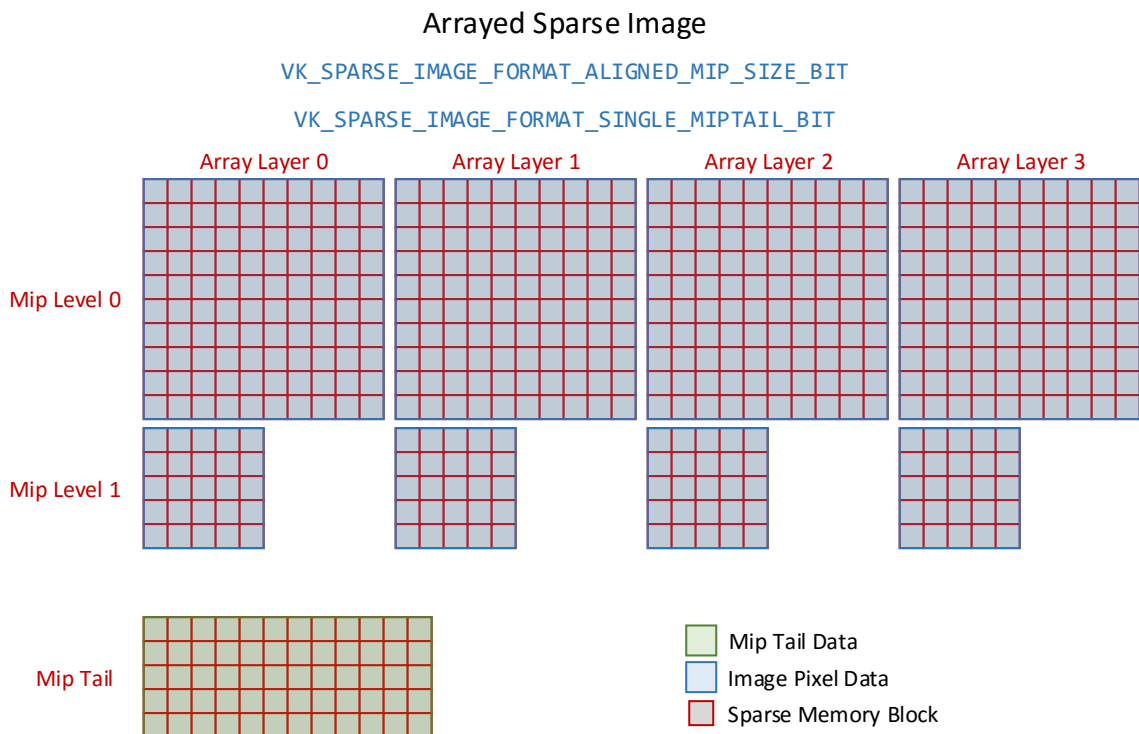 Arrayed Sparse Image
VK_SPARSE_IMAGE_FORMAT_ALIGNED_MIP_SIZE_BIT
VK_SPARSE_IMAGE_FORMAT_SINGLE_MIPTAIL_BIT
Array Layer 0
Array Layer 1
Array Layer 2
Array Layer 3
Mip Level 0
Mip Level 1
Mip Tail
Mip Tail Data
Image Pixel Data
Sparse Memory Block